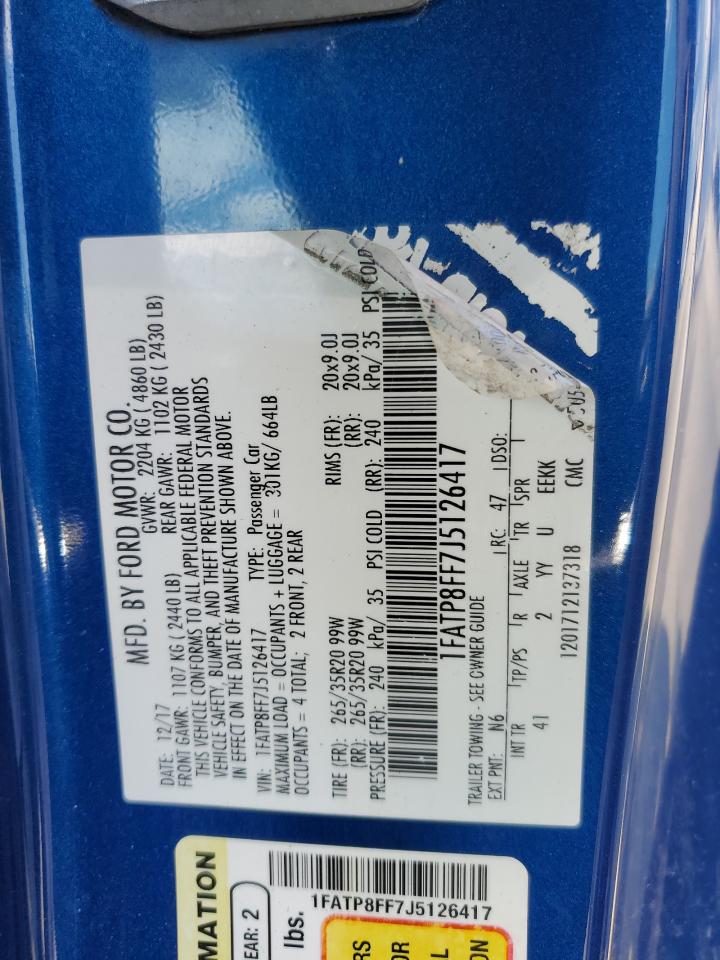 MFD. BY FORD MOTOR CO.
DATE: 12/17 GVWR: 2204 KG ( 4860 LB)
FRONT GAWR: 1107 KG ( 2440 LB) REAR GAWR: 1102 KG ( 2430 LB)
THIS VEHICLE CONFORMS TO ALL APPLICABLE FEDERAL MOTOR
VEHICLE SAFETY, BUMPER, AND THEFT PREVENTION STANDARDS
IN EFFECT ON THE DATE OF MANUFACTURE SHOWN ABOVE.
VIN: 1FATP8FF7J5126417 TYPE: Passenger Car
MAXIMUM LOAD = OCCUPANTS + LUGGAGE = 301KG/ 664LB
OCCUPANTS = 4 TOTAL; 2 FRONT, 2 REAR
TIRE (FR): 265/35R20 99W RIMS (FR): 20x9.0J
(RR): 265/35R20 99W (RR): 20x9.0J
PRESSURE (FR): 240 kPa/ 35 PSI COLD (RR): 240 kPa/ 35 PSI COLD
1FATP8FF7J5126417
TRAILER TOWING - SEE OWNER GUIDE
EXT PNT: N6 RC: 47 DSO:
INT TR TP/PS R AXLE TR SPR
41 2 YY U EEKK
1201712137318 CMC
MATION
EAR: 2
lbs.
1FATP8FF7J5126417
RS
OR
L
ON